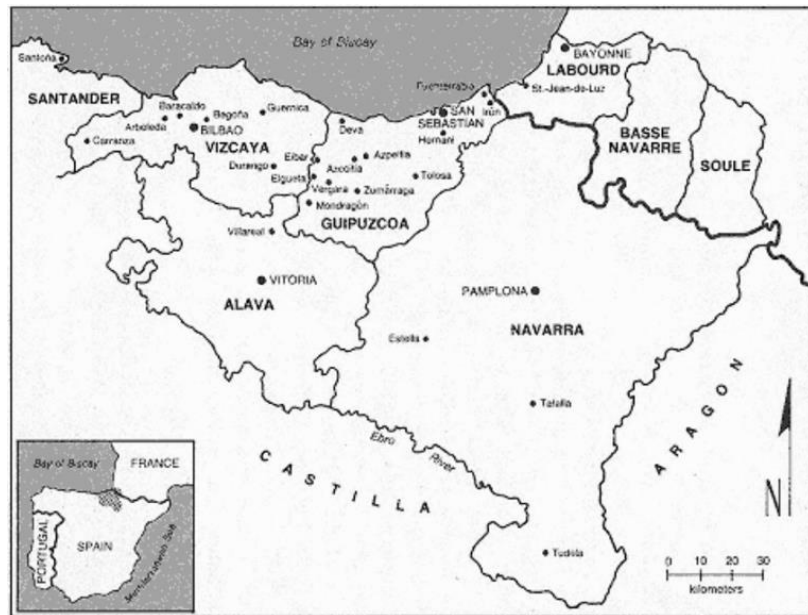 Bay of Biscay
Santoña
SANTANDER
Baracaldo
Guernica
Arboleda
Begoña
BILBAO
Carranza
VIZCAYA
Durango
Eibar
Elgueta
Deva
Azpeitia
Azcoitia
Vergara
Zumárraga
Mondragón
GUIPUZCOA
Tolosa
Fuenterrabia
Irún
SAN
SEBASTIAN
Hernani
BAYONNE
LABOURD
St.-Jean-de-Luz
BASSE
NAVARRE
SOULE
Villareal
VITORIA
ALAVA
PAMPLONA
NAVARRA
Estella
Tafalla
Ebro
River
CASTILLA
ARAGON
Tudela
N
0 10 20 30
kilometers
Bay of Biscay
FRANCE
PORTUGAL
SPAIN
Mediterranean Sea